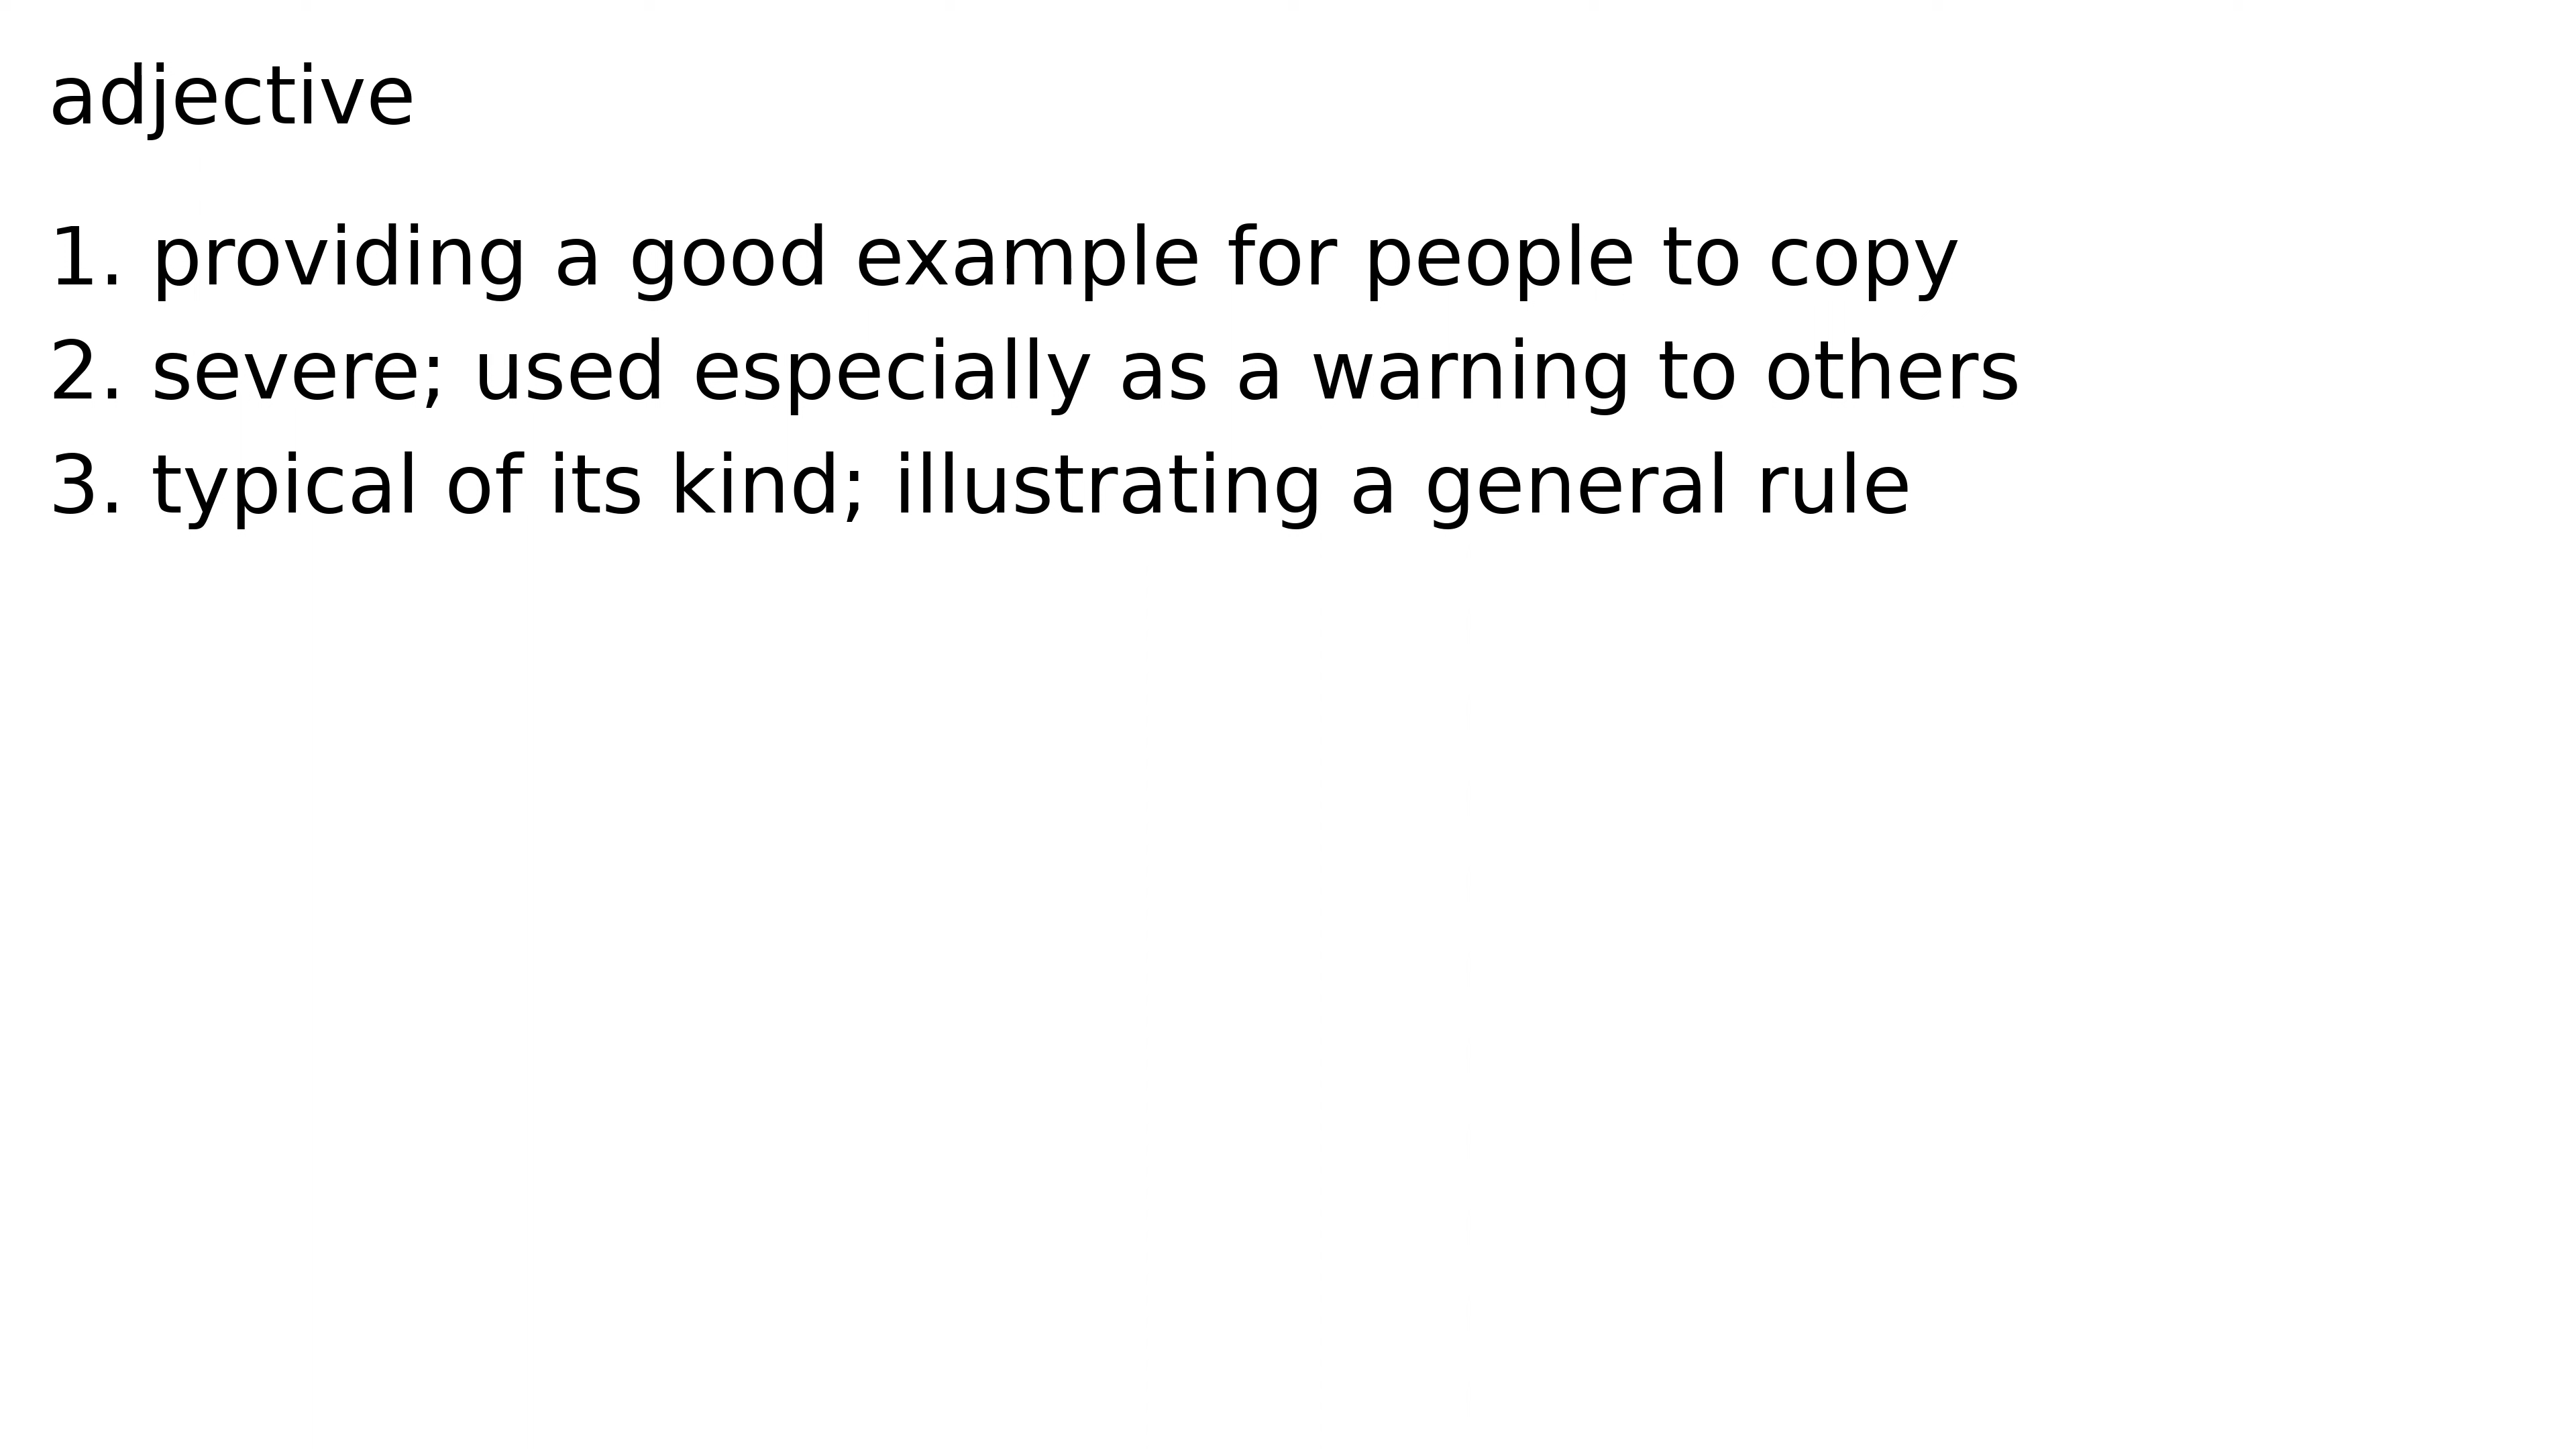 adjective
1. providing a good example for people to copy
2. severe; used especially as a warning to others
3. typical of its kind; illustrating a general rule